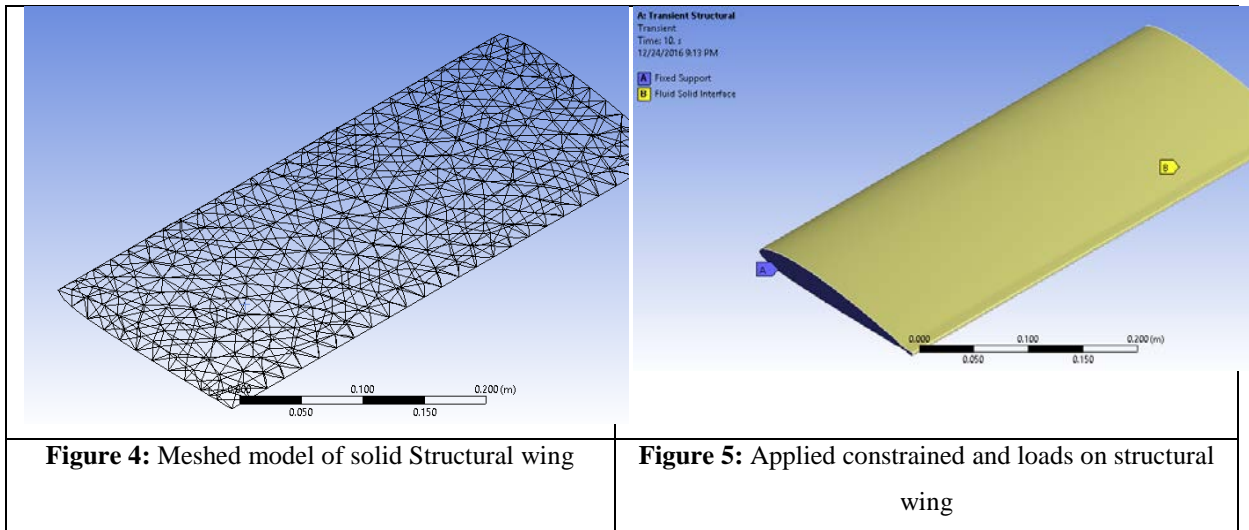 0.000
0.100
0.200 (m)
0.050
0.150
A: Transient Structural
Transient
Time: 10. s
12/24/2016 9:13 PM
A Fixed Support
B Fluid Solid Interface
B
A
0.000
0.100
0.200 (m)
0.050
0.150
Figure 4: Meshed model of solid Structural wing
Figure 5: Applied constrained and loads on structural
wing